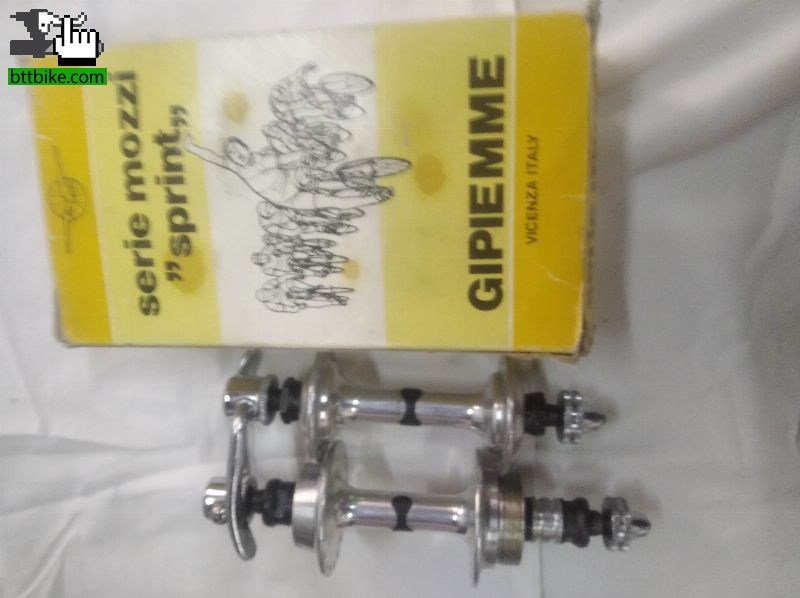 bttbike.com
serie mozzi
"sprint„
GIPIEMME
VICENZA ITALY